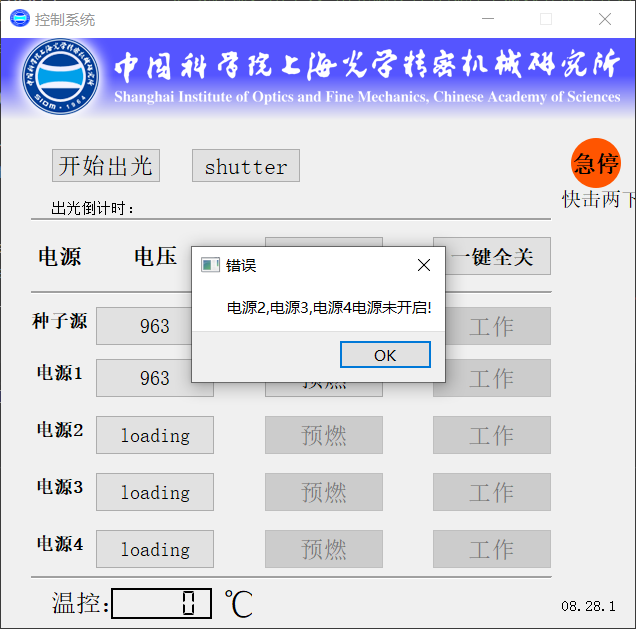 控制系统
中国科学院上海光学精密机械研究所
Shanghai Institute of Optics and Fine Mechanics, Chinese Academy of Sciences
SIOM · 1964
开始出光 shutter 急停
快击两下
出光倒计时：
电源 电压 一键全关
错误
电源2,电源3,电源4电源未开启!
OK
种子源 963 工作
电源1 963 预燃 工作
电源2 loading 预燃 工作
电源3 loading 预燃 工作
电源4 loading 预燃 工作
温控: 0 ℃
08.28.1